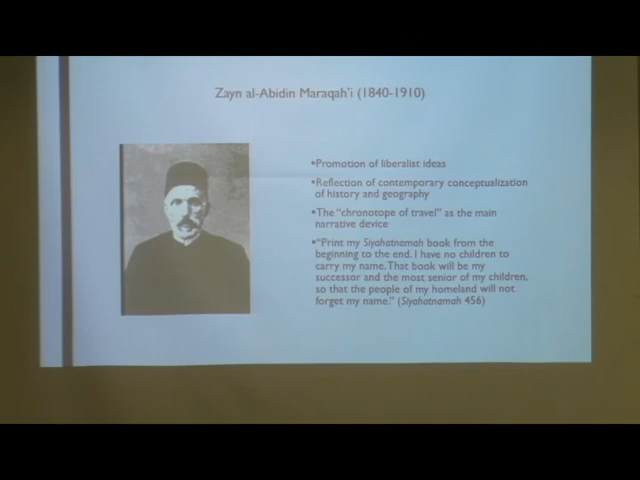 Zayn al-Abidin Maraqah'i (1840-1910)
▪Promotion of liberalist ideas
▪Reflection of contemporary conceptualization
of history and geography
▪The "chronotope of travel" as the main
narrative device
▪"Print my Siyahatnamah book from the
beginning to the end. I have no children to
carry my name. That book will be my
successor and the most senior of my children,
so that the people of my homeland will not
forget my name." (Siyahatnamah 456)